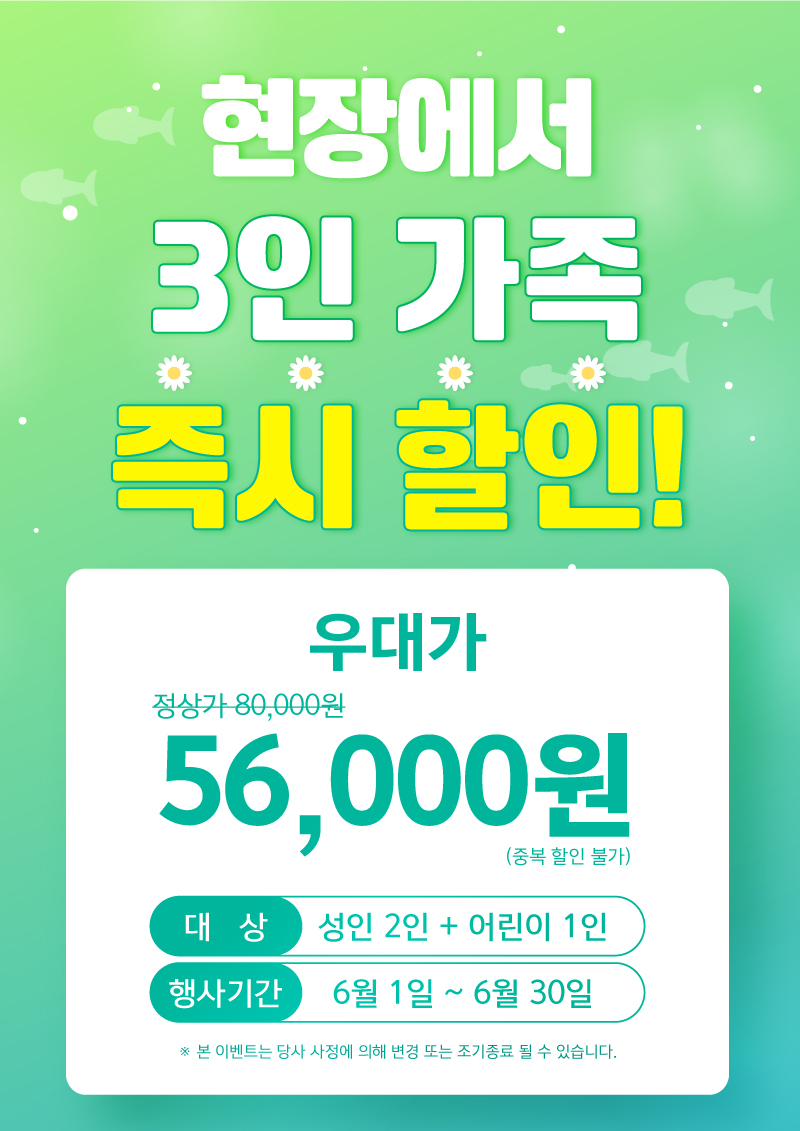 현장에서
3인 가족
즉시 할인!
우대가
정상가 80,000원
56,000원
(중복 할인 불가)
대 상 성인 2인 + 어린이 1인
행사기간 6월 1일 ~ 6월 30일
※ 본 이벤트는 당사 사정에 의해 변경 또는 조기종료 될 수 있습니다.